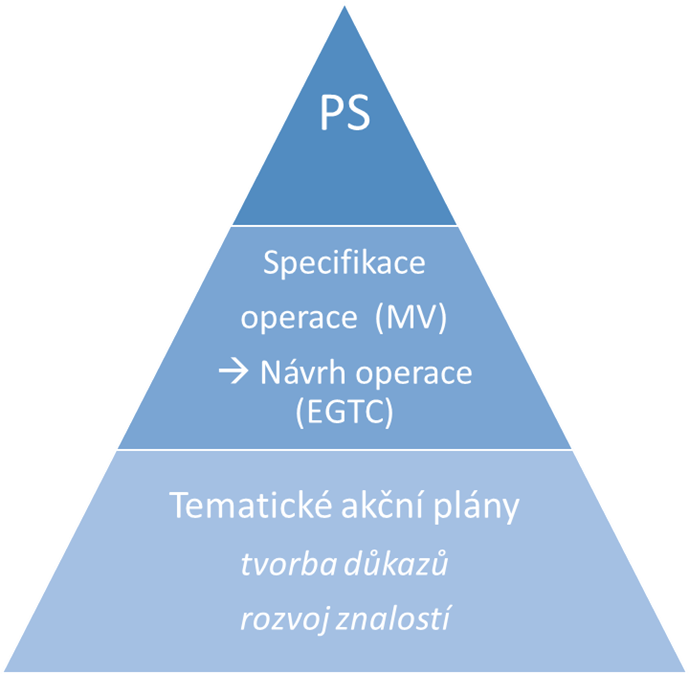 PS
Specifikace
operace (MV)
→ Návrh operace
(EGTC)
Tematické akční plány
tvorba důkazů
rozvoj znalostí